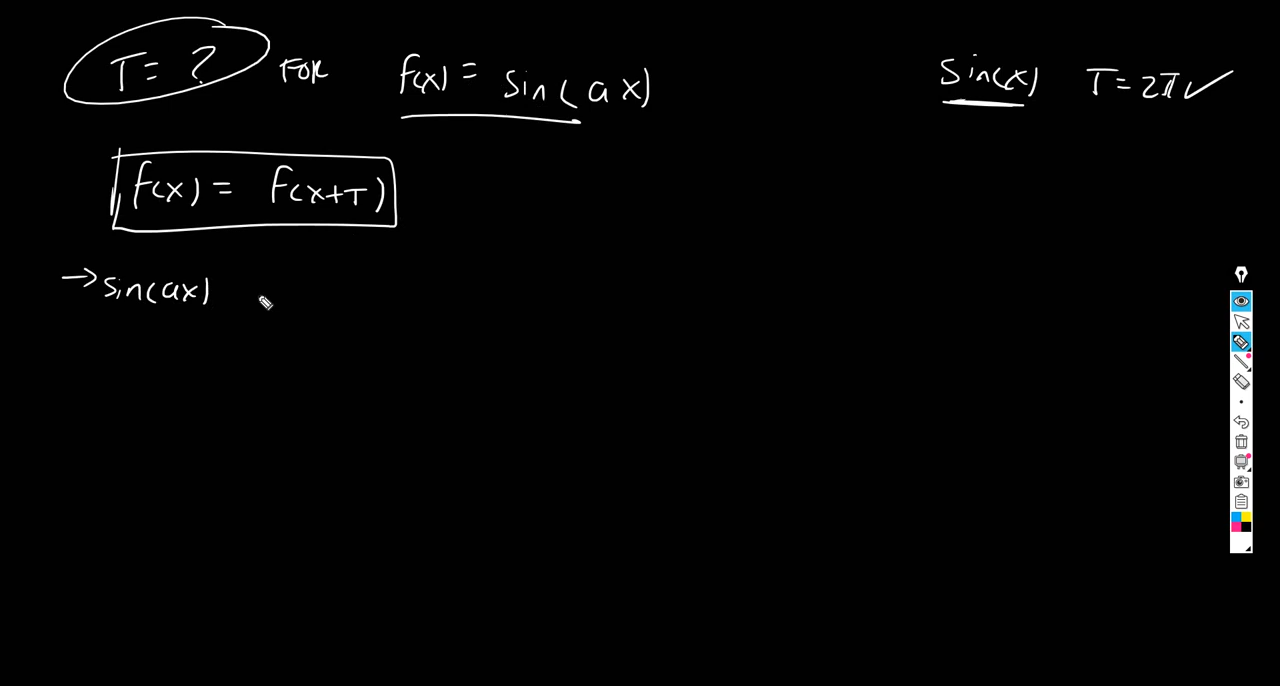 T = ? FOR f(x) = sin(ax) sin(x) T = 2π ✓
f(x) = f(x+T)
→ sin(ax)